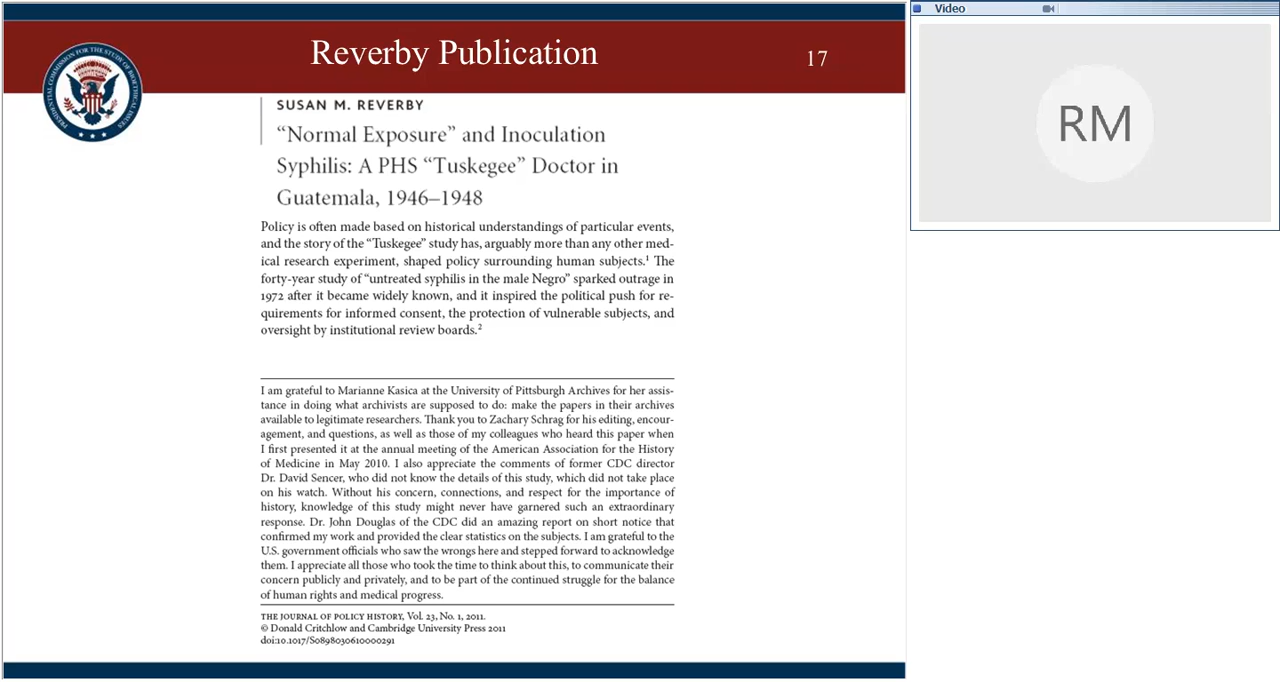 Reverby Publication
17
PRESIDENTIAL COMMISSION FOR THE STUDY OF BIOETHICAL ISSUES
SUSAN M. REVERBY
“Normal Exposure” and Inoculation
Syphilis: A PHS “Tuskegee” Doctor in
Guatemala, 1946–1948
Policy is often made based on historical understandings of particular events,
and the story of the “Tuskegee” study has, arguably more than any other med-
ical research experiment, shaped policy surrounding human subjects.¹ The
forty-year study of “untreated syphilis in the male Negro” sparked outrage in
1972 after it became widely known, and it inspired the political push for re-
quirements for informed consent, the protection of vulnerable subjects, and
oversight by institutional review boards.²
I am grateful to Marianne Kasica at the University of Pittsburgh Archives for her assis-
tance in doing what archivists are supposed to do: make the papers in their archives
available to legitimate researchers. Thank you to Zachary Schrag for his editing, encour-
agement, and questions, as well as those of my colleagues who heard this paper when
I first presented it at the annual meeting of the American Association for the History
of Medicine in May 2010. I also appreciate the comments of former CDC director
Dr. David Sencer, who did not know the details of this study, which did not take place
on his watch. Without his concern, connections, and respect for the importance of
history, knowledge of this study might never have garnered such an extraordinary
response. Dr. John Douglas of the CDC did an amazing report on short notice that
confirmed my work and provided the clear statistics on the subjects. I am grateful to the
U.S. government officials who saw the wrongs here and stepped forward to acknowledge
them. I appreciate all those who took the time to think about this, to communicate their
concern publicly and privately, and to be part of the continued struggle for the balance
of human rights and medical progress.
THE JOURNAL OF POLICY HISTORY, Vol. 23, No. 1, 2011.
© Donald Critchlow and Cambridge University Press 2011
doi:10.1017/S0898030610000291
Video
RM